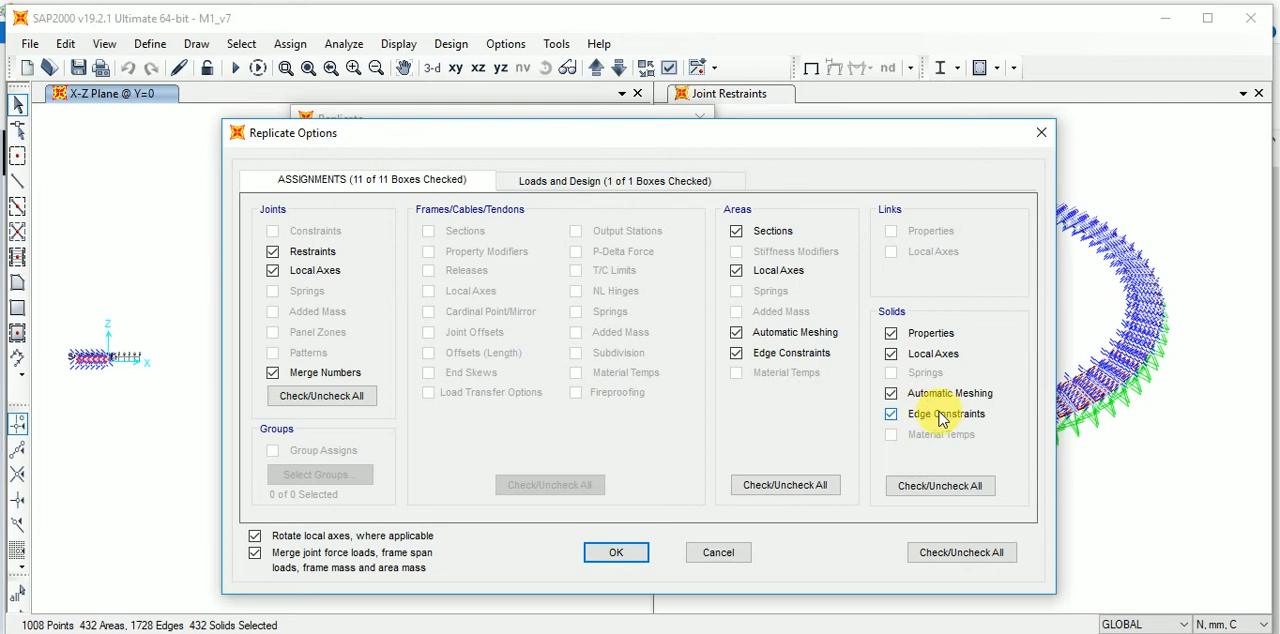 SAP2000 v19.2.1 Ultimate 64-bit - M1_v7
File Edit View Define Draw Select Assign Analyze Display Design Options Tools Help
3-d xy xz yz nv nd
X-Z Plane @ Y=0
Joint Restraints
Replicate
Replicate Options
ASSIGNMENTS (11 of 11 Boxes Checked)
Loads and Design (1 of 1 Boxes Checked)
Joints
Constraints
Restraints
Local Axes
Springs
Added Mass
Panel Zones
Patterns
Merge Numbers
Check/Uncheck All
Groups
Group Assigns
Select Groups...
0 of 0 Selected
Frames/Cables/Tendons
Sections
Property Modifiers
Releases
Local Axes
Cardinal Point/Mirror
Joint Offsets
Offsets (Length)
End Skews
Load Transfer Options
Output Stations
P-Delta Force
T/C Limits
NL Hinges
Springs
Added Mass
Subdivision
Material Temps
Fireproofing
Check/Uncheck All
Areas
Sections
Stiffness Modifiers
Local Axes
Springs
Added Mass
Automatic Meshing
Edge Constraints
Material Temps
Check/Uncheck All
Links
Properties
Local Axes
Solids
Properties
Local Axes
Springs
Automatic Meshing
Edge Constraints
Material Temps
Check/Uncheck All
Rotate local axes, where applicable
Merge joint force loads, frame span
loads, frame mass and area mass
OK
Cancel
Check/Uncheck All
Z
X
all
1008 Points 432 Areas, 1728 Edges 432 Solids Selected
GLOBAL
N, mm, C